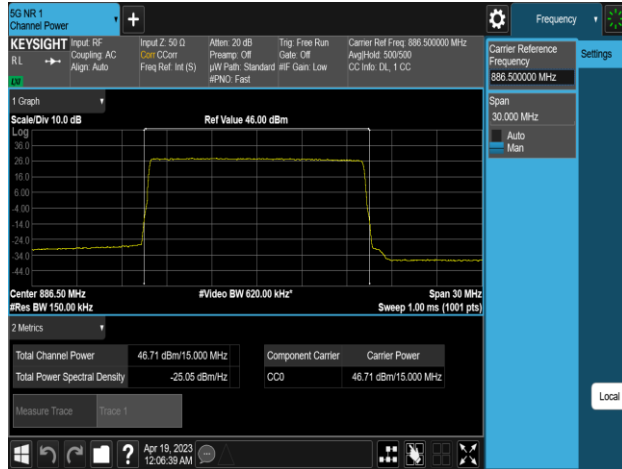 5G NR 1
Channel Power
Frequency
KEYSIGHT
RL
Input: RF
Coupling: AC
Align: Auto
Input Z: 50 Ω
Corr CCorr
Freq Ref: Int (S)
Atten: 20 dB
Preamp: Off
µW Path: Standard
#PNO: Fast
Trig: Free Run
Gate: Off
#IF Gain: Low
Carrier Ref Freq: 886.500000 MHz
Avg|Hold: 500/500
CC Info: DL, 1 CC
Carrier Reference
Frequency
886.500000 MHz
Settings
Span
30.000 MHz
Auto
Man
1 Graph
Scale/Div 10.0 dB
Ref Value 46.00 dBm
Log
36.0
26.0
16.0
6.00
-4.00
-14.0
-24.0
-34.0
-44.0
Center 886.50 MHz
#Video BW 620.00 kHz*
Span 30 MHz
#Res BW 150.00 kHz
Sweep 1.00 ms (1001 pts)
2 Metrics
Total Channel Power 46.71 dBm/15.000 MHz
Total Power Spectral Density -25.05 dBm/Hz
Component Carrier Carrier Power
CC0 46.71 dBm/15.000 MHz
Measure Trace Trace 1
Local
?
Apr 19, 2023
12:06:39 AM